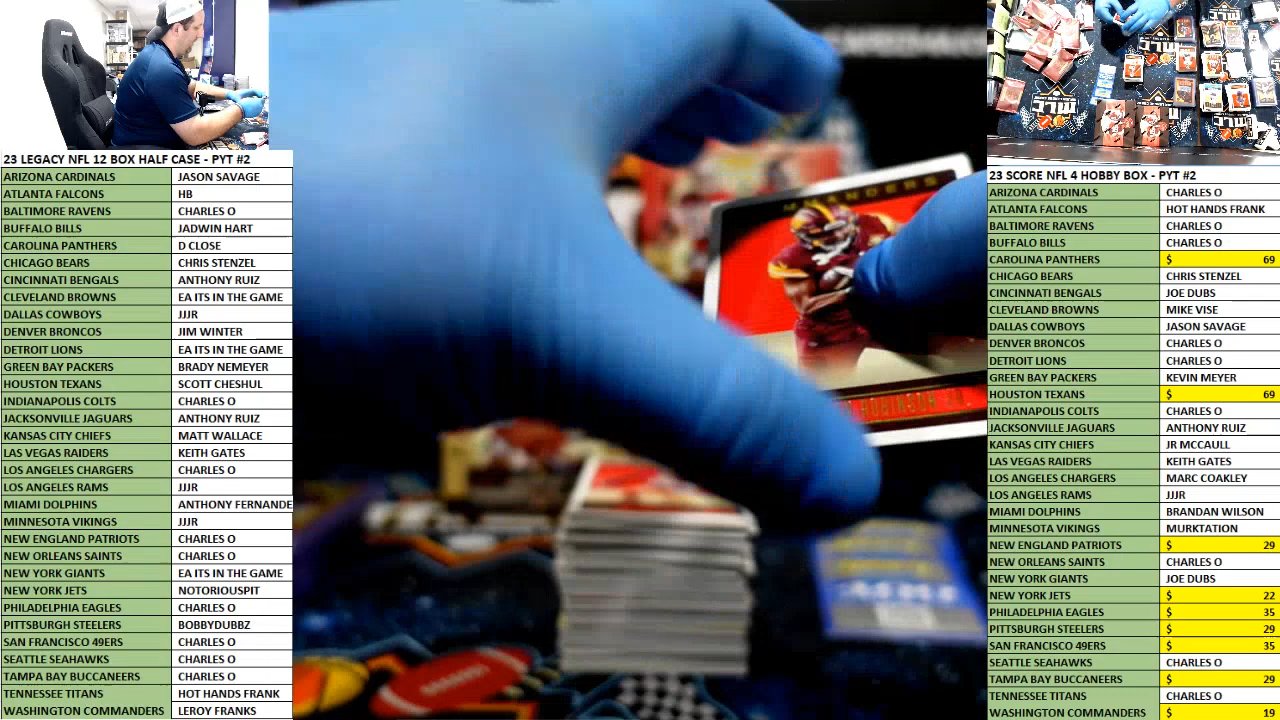 23 LEGACY NFL 12 BOX HALF CASE - PYT #2
ARIZONA CARDINALS JASON SAVAGE
ATLANTA FALCONS HB
BALTIMORE RAVENS CHARLES O
BUFFALO BILLS JADWIN HART
CAROLINA PANTHERS D CLOSE
CHICAGO BEARS CHRIS STENZEL
CINCINNATI BENGALS ANTHONY RUIZ
CLEVELAND BROWNS EA ITS IN THE GAME
DALLAS COWBOYS JJJR
DENVER BRONCOS JIM WINTER
DETROIT LIONS EA ITS IN THE GAME
GREEN BAY PACKERS BRADY NEMEYER
HOUSTON TEXANS SCOTT CHESHUL
INDIANAPOLIS COLTS CHARLES O
JACKSONVILLE JAGUARS ANTHONY RUIZ
KANSAS CITY CHIEFS MATT WALLACE
LAS VEGAS RAIDERS KEITH GATES
LOS ANGELES CHARGERS CHARLES O
LOS ANGELES RAMS JJJR
MIAMI DOLPHINS ANTHONY FERNANDE
MINNESOTA VIKINGS JJJR
NEW ENGLAND PATRIOTS CHARLES O
NEW ORLEANS SAINTS CHARLES O
NEW YORK GIANTS EA ITS IN THE GAME
NEW YORK JETS NOTORIOUSPIT
PHILADELPHIA EAGLES CHARLES O
PITTSBURGH STEELERS BOBBYDUBBZ
SAN FRANCISCO 49ERS CHARLES O
SEATTLE SEAHAWKS CHARLES O
TAMPA BAY BUCCANEERS CHARLES O
TENNESSEE TITANS HOT HANDS FRANK
WASHINGTON COMMANDERS LEROY FRANKS
ROBINSON JR.
23 SCORE NFL 4 HOBBY BOX - PYT #2
ARIZONA CARDINALS CHARLES O
ATLANTA FALCONS HOT HANDS FRANK
BALTIMORE RAVENS CHARLES O
BUFFALO BILLS CHARLES O
CAROLINA PANTHERS $ 69
CHICAGO BEARS CHRIS STENZEL
CINCINNATI BENGALS JOE DUBS
CLEVELAND BROWNS MIKE VISE
DALLAS COWBOYS JASON SAVAGE
DENVER BRONCOS CHARLES O
DETROIT LIONS CHARLES O
GREEN BAY PACKERS KEVIN MEYER
HOUSTON TEXANS $ 69
INDIANAPOLIS COLTS CHARLES O
JACKSONVILLE JAGUARS ANTHONY RUIZ
KANSAS CITY CHIEFS JR MCCAULL
LAS VEGAS RAIDERS KEITH GATES
LOS ANGELES CHARGERS MARC COAKLEY
LOS ANGELES RAMS JJJR
MIAMI DOLPHINS BRANDAN WILSON
MINNESOTA VIKINGS MURKTATION
NEW ENGLAND PATRIOTS $ 29
NEW ORLEANS SAINTS CHARLES O
NEW YORK GIANTS JOE DUBS
NEW YORK JETS $ 22
PHILADELPHIA EAGLES $ 35
PITTSBURGH STEELERS $ 29
SAN FRANCISCO 49ERS $ 35
SEATTLE SEAHAWKS CHARLES O
TAMPA BAY BUCCANEERS $ 29
TENNESSEE TITANS CHARLES O
WASHINGTON COMMANDERS $ 19